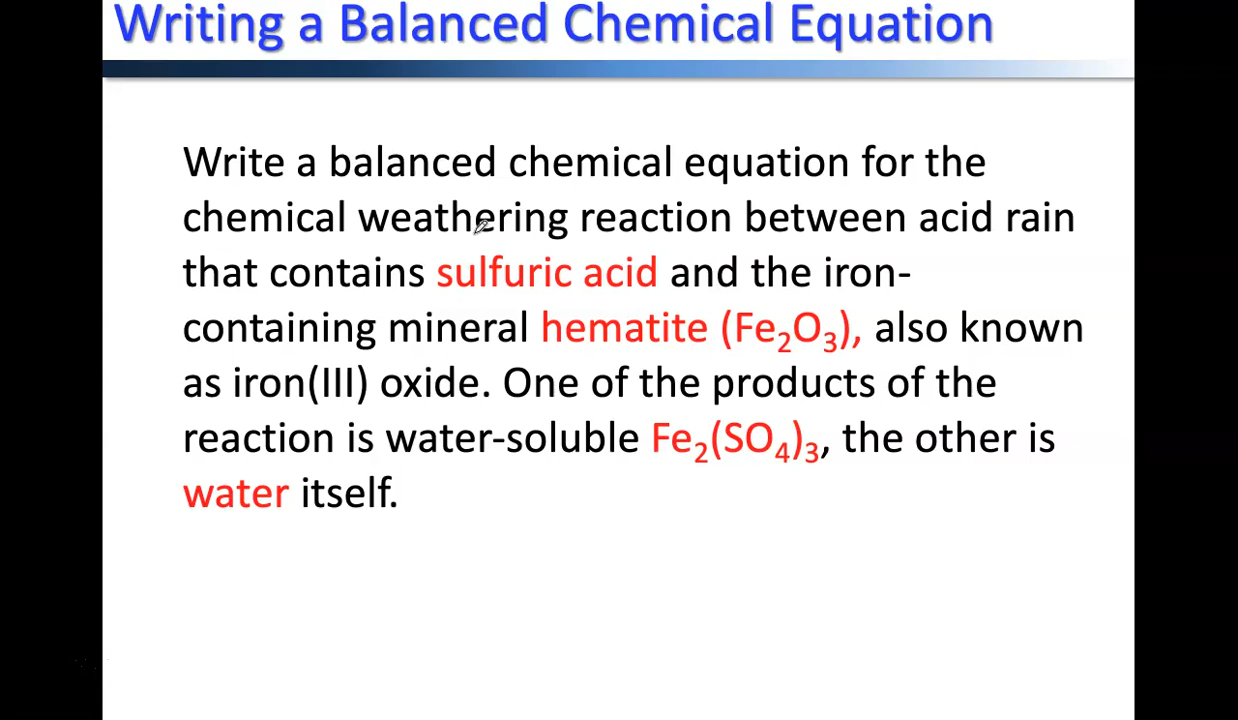 Writing a Balanced Chemical Equation
Write a balanced chemical equation for the
chemical weathering reaction between acid rain
that contains sulfuric acid and the iron-
containing mineral hematite (Fe₂O₃), also known
as iron(III) oxide. One of the products of the
reaction is water-soluble Fe₂(SO₄)₃, the other is
water itself.